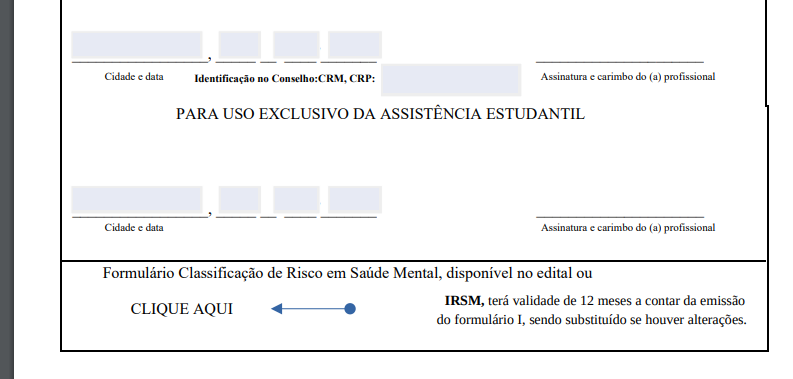 ,
Cidade e data Identificação no Conselho:CRM, CRP: Assinatura e carimbo do (a) profissional
PARA USO EXCLUSIVO DA ASSISTÊNCIA ESTUDANTIL
,
Cidade e data Assinatura e carimbo do (a) profissional
Formulário Classificação de Risco em Saúde Mental, disponível no edital ou
CLIQUE AQUI
IRSM, terá validade de 12 meses a contar da emissão
do formulário I, sendo substituído se houver alterações.